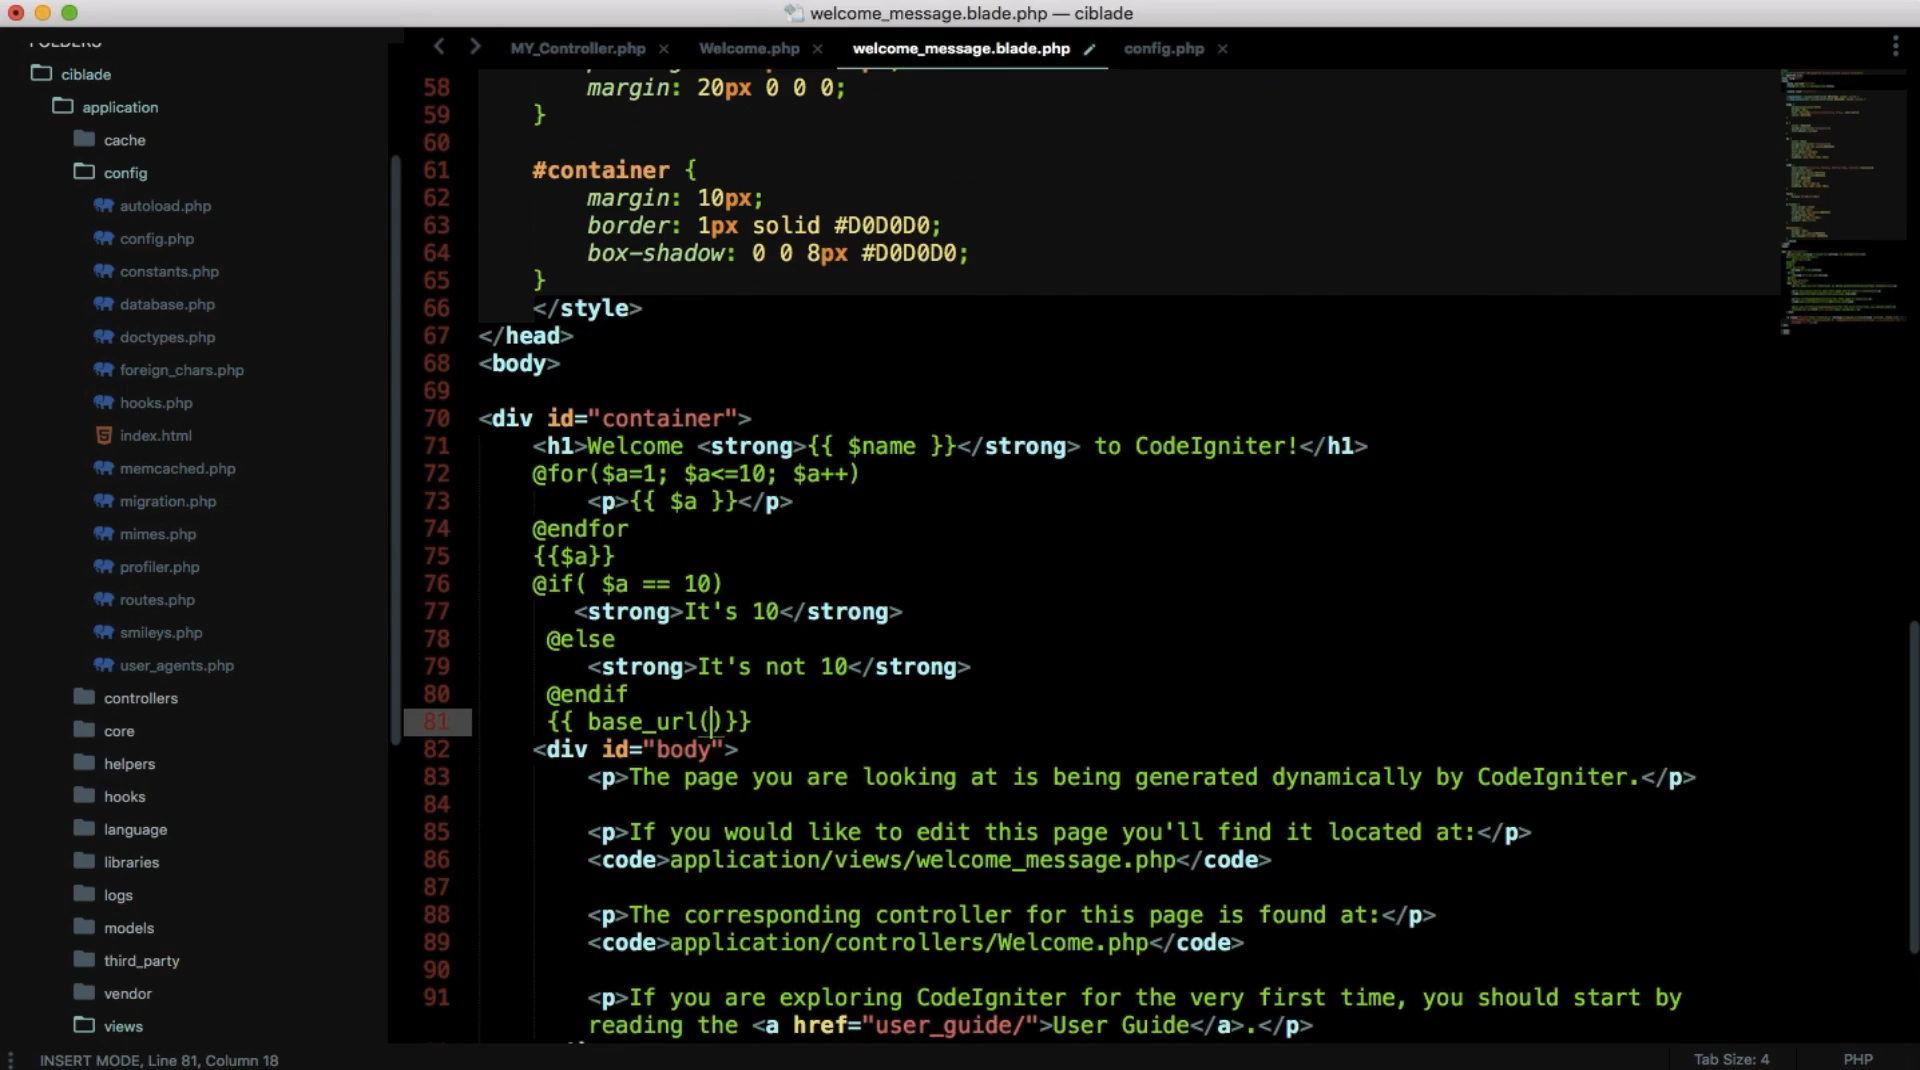 welcome_message.blade.php — ciblade
FOLDERS
ciblade
application
cache
config
autoload.php
config.php
constants.php
database.php
doctypes.php
foreign_chars.php
hooks.php
index.html
memcached.php
migration.php
mimes.php
profiler.php
routes.php
smileys.php
user_agents.php
controllers
core
helpers
hooks
language
libraries
logs
models
third_party
vendor
views
MY_Controller.php × Welcome.php × welcome_message.blade.php config.php ×
58 margin: 20px 0 0 0;
59 }
60
61 #container {
62 margin: 10px;
63 border: 1px solid #D0D0D0;
64 box-shadow: 0 0 8px #D0D0D0;
65 }
66 </style>
67 </head>
68 <body>
69
70 <div id="container">
71 <h1>Welcome <strong>{{ $name }}</strong> to CodeIgniter!</h1>
72 @for($a=1; $a<=10; $a++)
73 <p>{{ $a }}</p>
74 @endfor
75 {{$a}}
76 @if( $a == 10)
77 <strong>It's 10</strong>
78 @else
79 <strong>It's not 10</strong>
80 @endif
81 {{ base_url()}}
82 <div id="body">
83 <p>The page you are looking at is being generated dynamically by CodeIgniter.</p>
84
85 <p>If you would like to edit this page you'll find it located at:</p>
86 <code>application/views/welcome_message.php</code>
87
88 <p>The corresponding controller for this page is found at:</p>
89 <code>application/controllers/Welcome.php</code>
90
91 <p>If you are exploring CodeIgniter for the very first time, you should start by
reading the <a href="user_guide/">User Guide</a>.</p>
INSERT MODE, Line 81, Column 18
Tab Size: 4
PHP